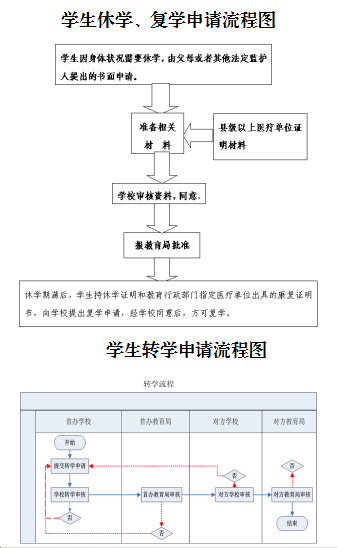 学生休学、复学申请流程图
学生因身体状况需要休学，由父母或者其他法定监护
人提出的书面申请。
准备相关
材 料
县级以上医疗单位证
明材料
学校审核资料，同意。
报教育局批准
休学期满后，学生持休学证明和教育行政部门指定医疗单位出具的康复证明
书，向学校提出复学申请，经学校同意后，方可复学。
学生转学申请流程图
转学流程
首办学校
首办教育局
对方学校
对方教育局
开始
提交转学申请
否
否
学校转学审核
首办教育局审核
对方学校审核
对方教育局审核
否
否
结束